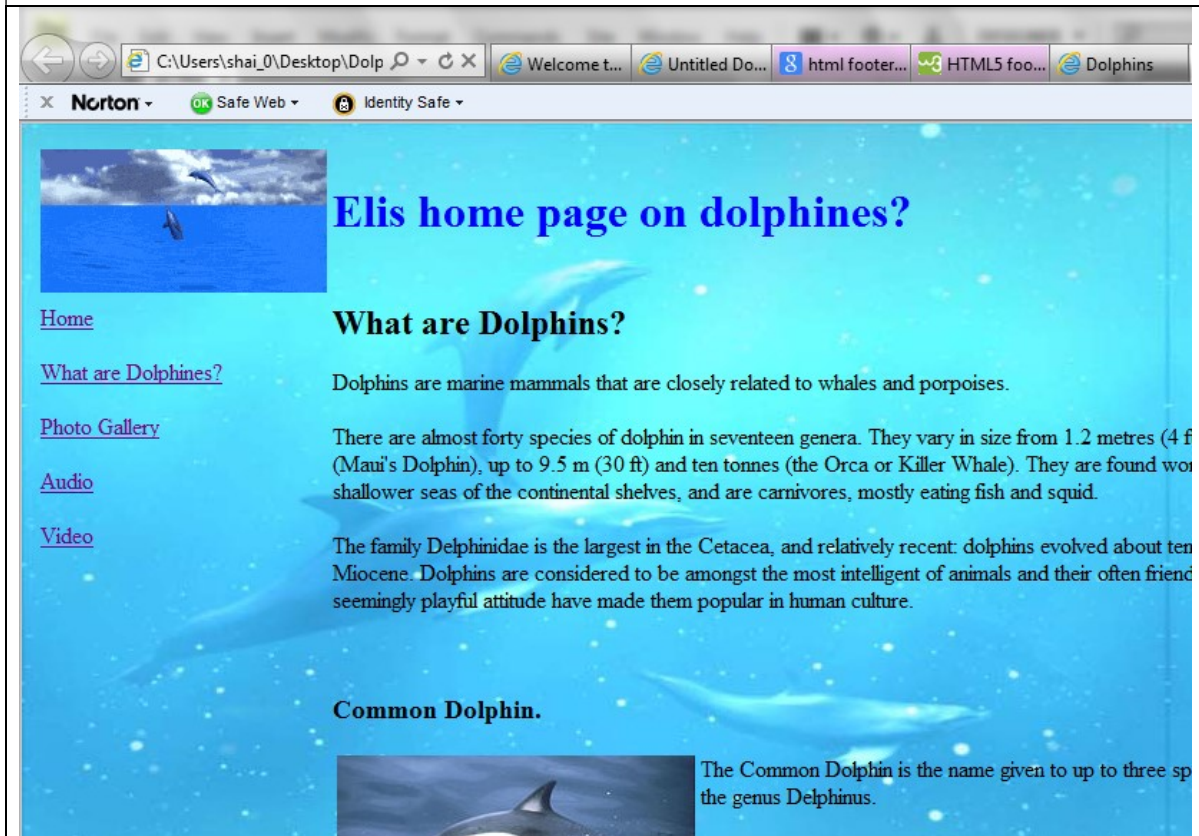 C:\Users\shai_0\Desktop\Dolp
Welcome t...
Untitled Do...
html footer...
HTML5 foo...
Dolphins
x Norton
OK Safe Web
Identity Safe
Elis home page on dolphines?
Home
What are Dolphines?
Photo Gallery
Audio
Video
What are Dolphins?
Dolphins are marine mammals that are closely related to whales and porpoises.
There are almost forty species of dolphin in seventeen genera. They vary in size from 1.2 metres (4 f
(Maui's Dolphin), up to 9.5 m (30 ft) and ten tonnes (the Orca or Killer Whale). They are found wor
shallower seas of the continental shelves, and are carnivores, mostly eating fish and squid.
The family Delphinidae is the largest in the Cetacea, and relatively recent: dolphins evolved about ten
Miocene. Dolphins are considered to be amongst the most intelligent of animals and their often friend
seemingly playful attitude have made them popular in human culture.
Common Dolphin.
The Common Dolphin is the name given to up to three sp
the genus Delphinus.